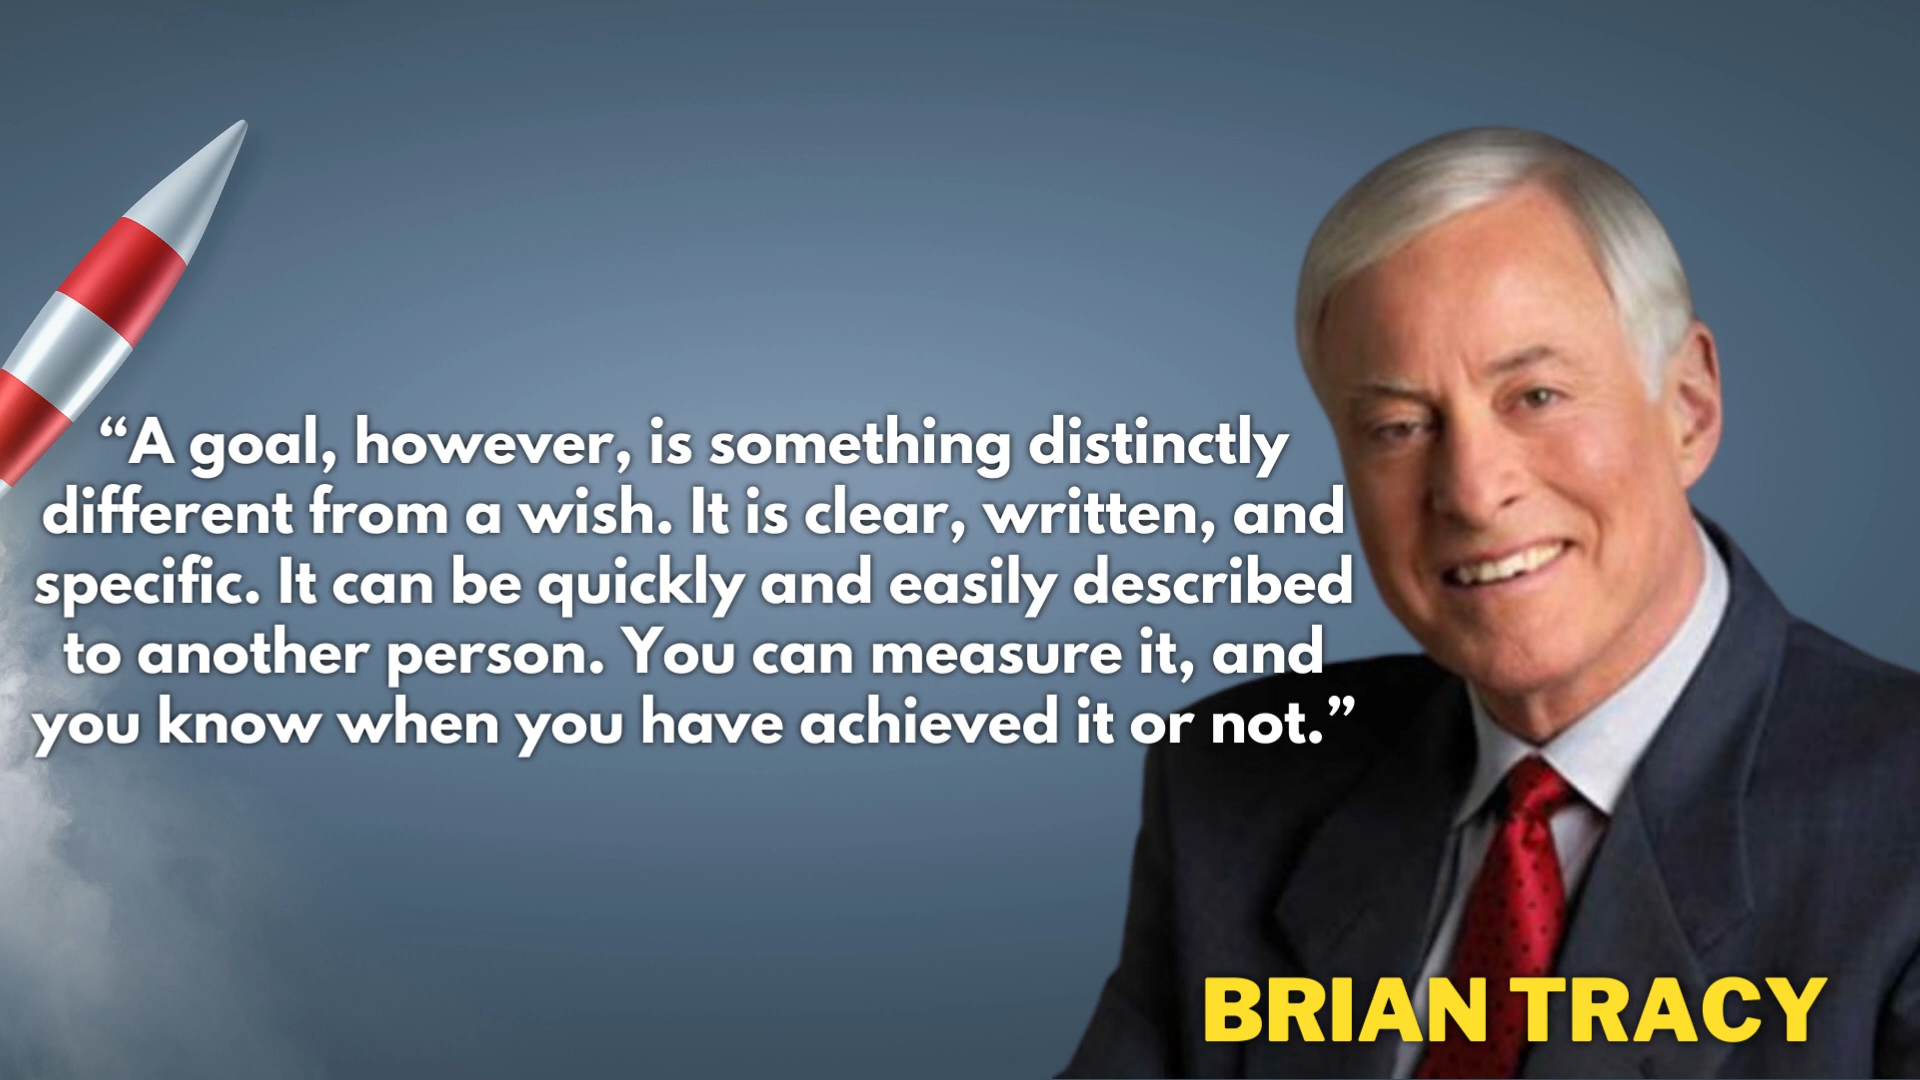 “A goal, however, is something distinctly
different from a wish. It is clear, written, and
specific. It can be quickly and easily described
to another person. You can measure it, and
you know when you have achieved it or not.”
BRIAN TRACY